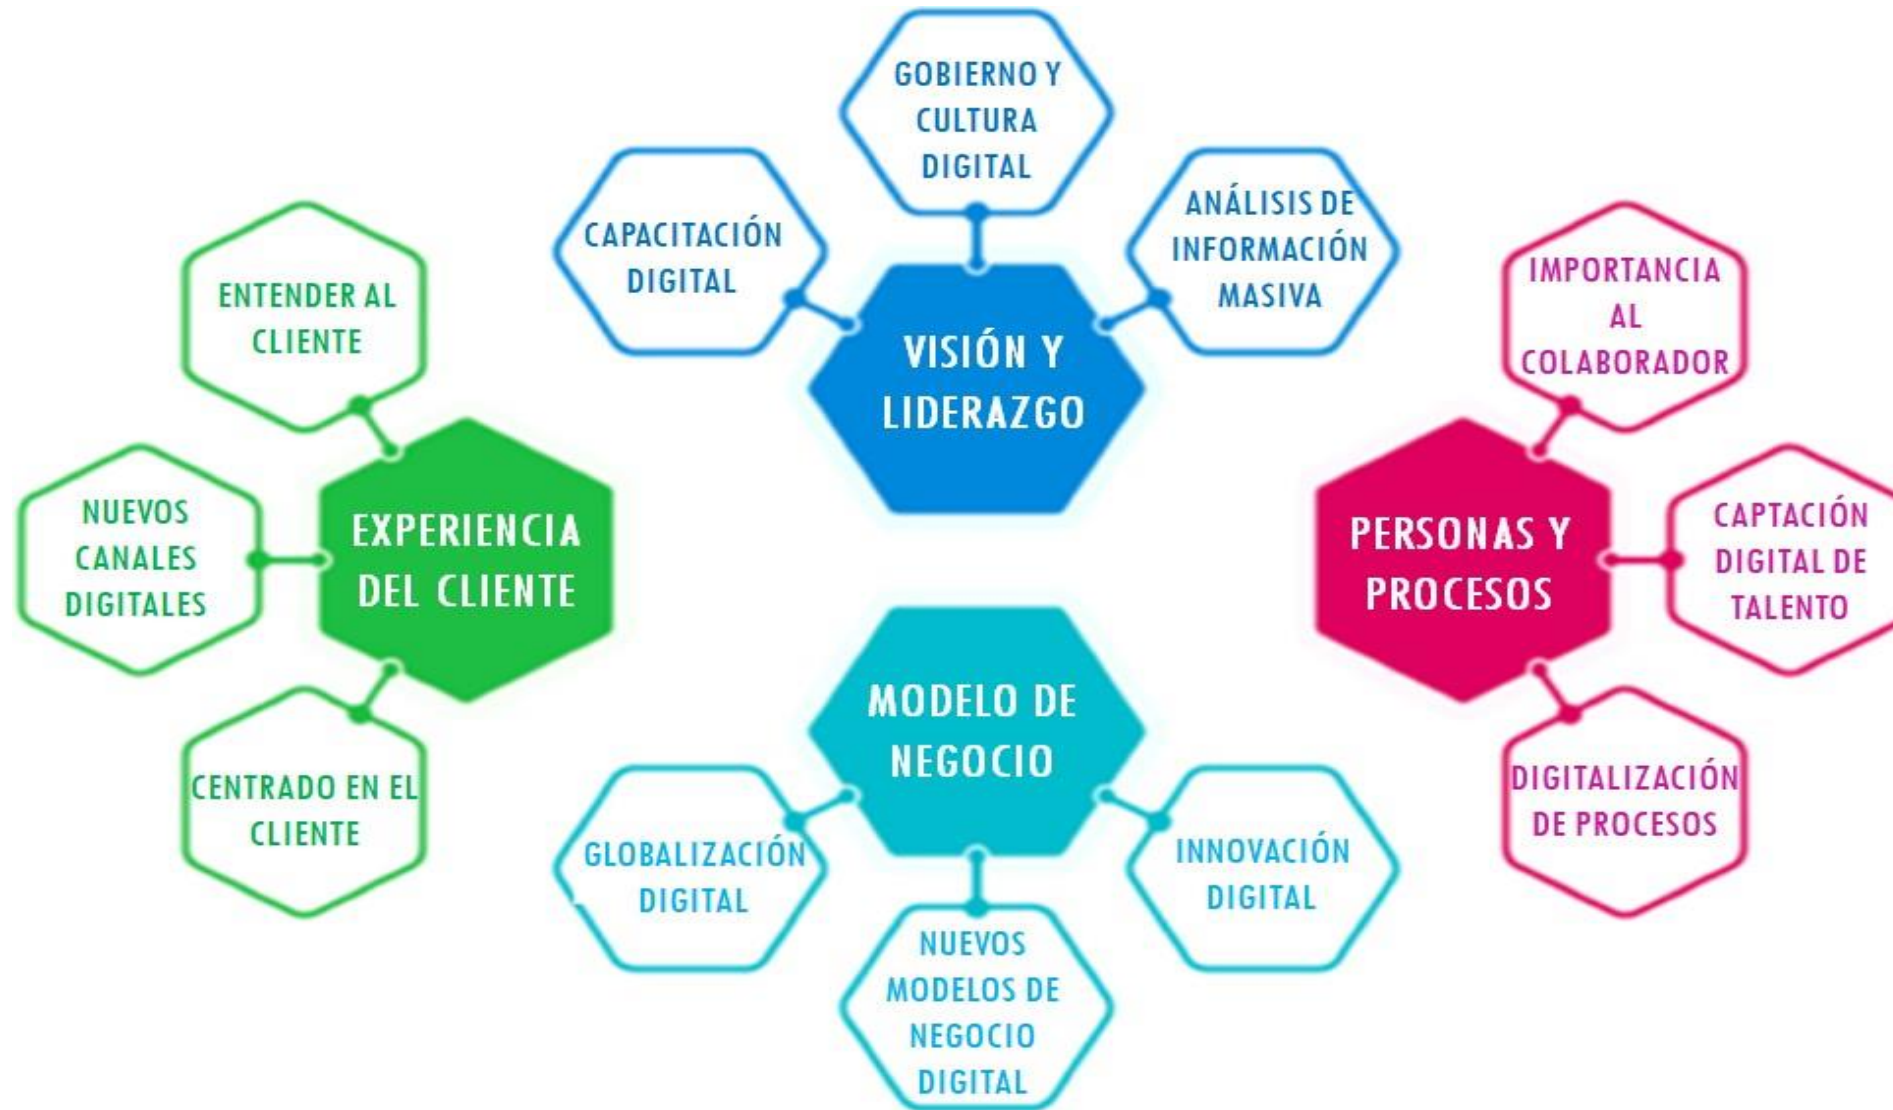 GOBIERNO Y
CULTURA
DIGITAL
CAPACITACIÓN
DIGITAL
ANÁLISIS DE
INFORMACIÓN
MASIVA
VISIÓN Y
LIDERAZGO
ENTENDER AL
CLIENTE
NUEVOS
CANALES
DIGITALES
CENTRADO EN EL
CLIENTE
EXPERIENCIA
DEL CLIENTE
IMPORTANCIA
AL
COLABORADOR
CAPTACIÓN
DIGITAL DE
TALENTO
DIGITALIZACIÓN
DE PROCESOS
PERSONAS Y
PROCESOS
MODELO DE
NEGOCIO
GLOBALIZACIÓN
DIGITAL
NUEVOS
MODELOS DE
NEGOCIO
DIGITAL
INNOVACIÓN
DIGITAL